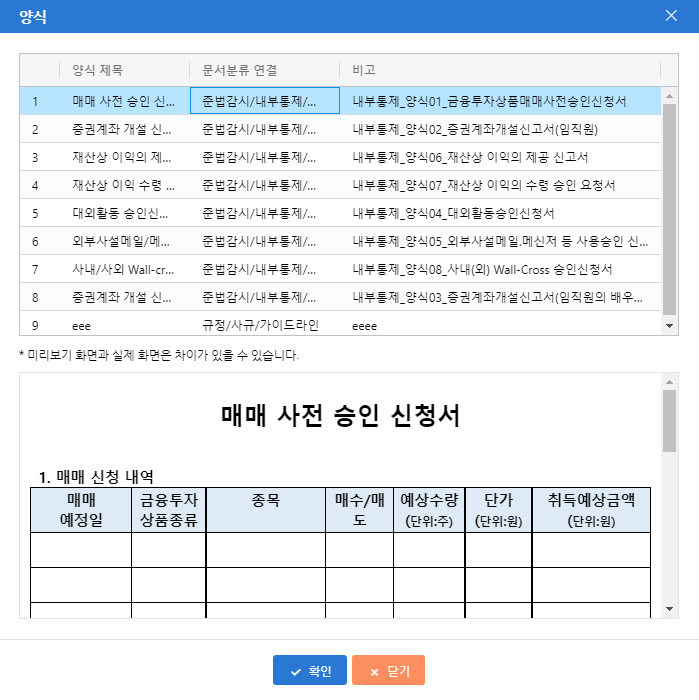 양식
양식 제목 문서분류 연결 비고
1 매매 사전 승인 신... 준법감시/내부통제/... 내부통제_양식01_금융투자상품매매사전승인신청서
2 증권계좌 개설 신... 준법감시/내부통제/... 내부통제_양식02_증권계좌개설신고서(임직원)
3 재산상 이익의 제... 준법감시/내부통제/... 내부통제_양식06_재산상 이익의 제공 신고서
4 재산상 이익 수령 ... 준법감시/내부통제/... 내부통제_양식07_재산상 이익의 수령 승인 요청서
5 대외활동 승인신... 준법감시/내부통제/... 내부통제_양식04_대외활동승인신청서
6 외부사설메일/메... 준법감시/내부통제/... 내부통제_양식05_외부사설메일.메신저 등 사용승인 신...
7 사내/사외 Wall-cr... 준법감시/내부통제/... 내부통제_양식08_사내(외) Wall-Cross 승인신청서
8 증권계좌 개설 신... 준법감시/내부통제/... 내부통제_양식03_증권계좌개설신고서(임직원의 배우...
9 eee 규정/사규/가이드라인 eeee
* 미리보기 화면과 실제 화면은 차이가 있을 수 있습니다.
매매 사전 승인 신청서
1. 매매 신청 내역
매매 금융투자 종목 매수/매 예상수량 단가 취득예상금액
예정일 상품종류 도 (단위:주) (단위:원) (단위:원)
확인 닫기